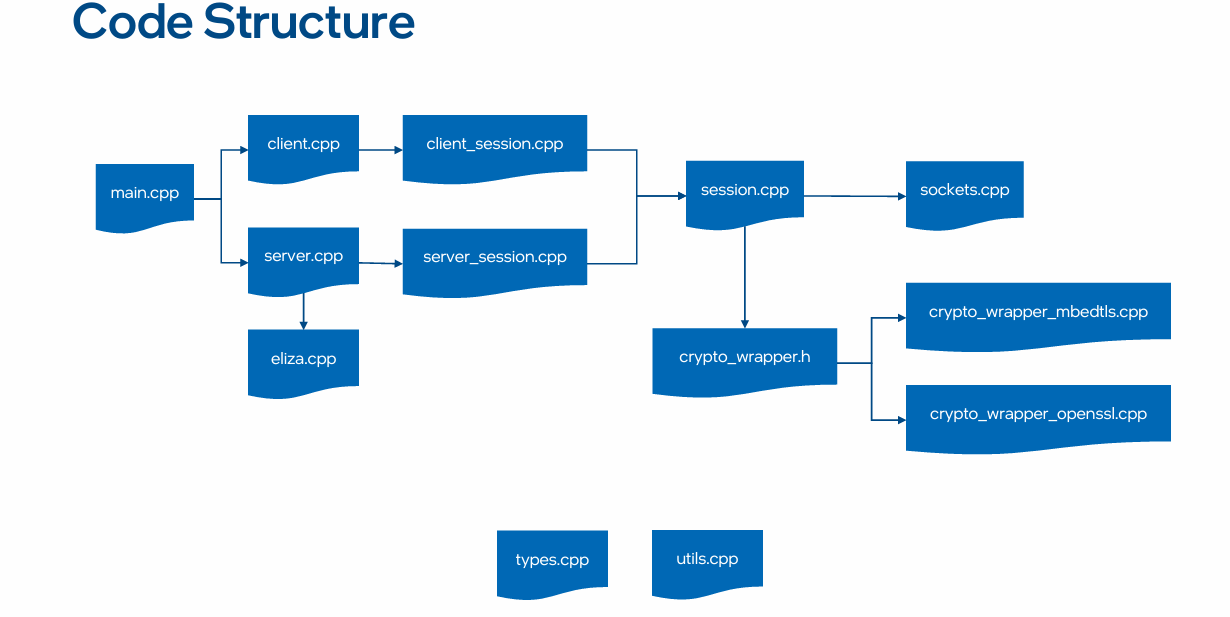 Code Structure
main.cpp
client.cpp
client_session.cpp
server.cpp
server_session.cpp
eliza.cpp
session.cpp
sockets.cpp
crypto_wrapper.h
crypto_wrapper_mbedtls.cpp
crypto_wrapper_openssl.cpp
types.cpp
utils.cpp